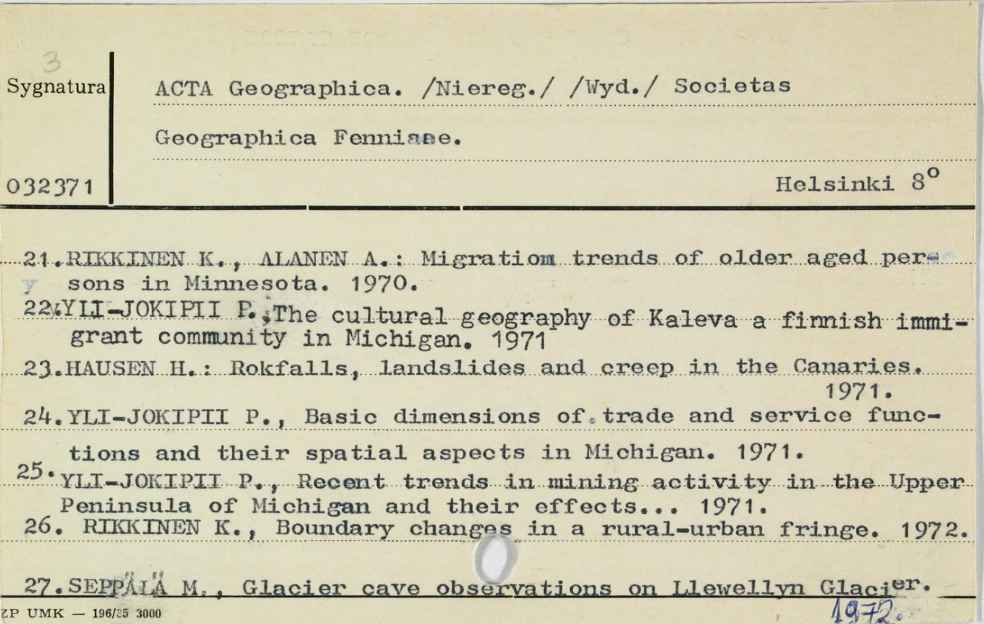 3
Sygnatura
ACTA Geographica. /Niereg./ /Wyd./ Societas
Geographica Fenniaee.
032371
Helsinki 8°
21. RIKKINEN K., ALANEN A.: Migration trends of older aged per-
sons in Minnesota. 1970.
22. YLI-JOKIPII P., The cultural geography of Kaleva a finnish immi-
grant community in Michigan. 1971
23. HAUSEN H.: Rokfalls, landslides and creep in the Canaries.
1971.
24. YLI-JOKIPII P., Basic dimensions of trade and service func-
tions and their spatial aspects in Michigan. 1971.
25. YLI-JOKIPII P., Recent trends in mining activity in the Upper
Peninsula of Michigan and their effects... 1971.
26. RIKKINEN K., Boundary changes in a rural-urban fringe. 1972.
27. SEPPÄLÄ M., Glacier cave observations on Llewellyn Glacier.
1972.
ZP UMK — 196/ 3000